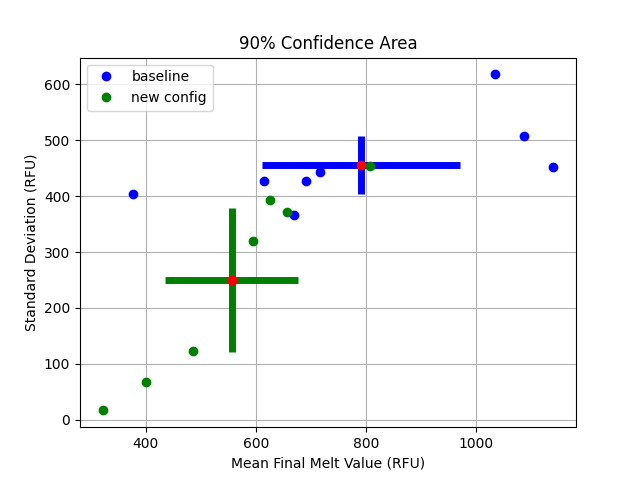 90% Confidence Area
baseline
new config
Standard Deviation (RFU)
600
500
400
300
200
100
0
400 600 800 1000
Mean Final Melt Value (RFU)